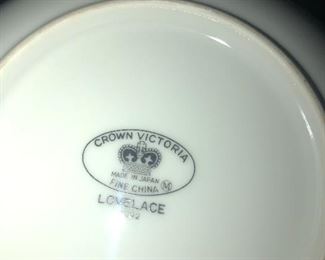 CROWN VICTORIA
MADE IN JAPAN
FINE CHINA M
LOVELACE